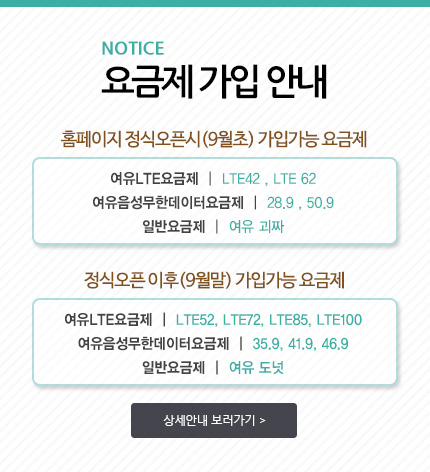 NOTICE
요금제 가입 안내
홈페이지 정식오픈시(9월초) 가입가능 요금제
여유LTE요금제 | LTE42 , LTE 62
여유음성무한데이터요금제 | 28.9 , 50.9
일반요금제 | 여유 괴짜
정식오픈 이후(9월말) 가입가능 요금제
여유LTE요금제 | LTE52, LTE72, LTE85, LTE100
여유음성무한데이터요금제 | 35.9, 41.9, 46.9
일반요금제 | 여유 도넛
상세안내 보러가기 >